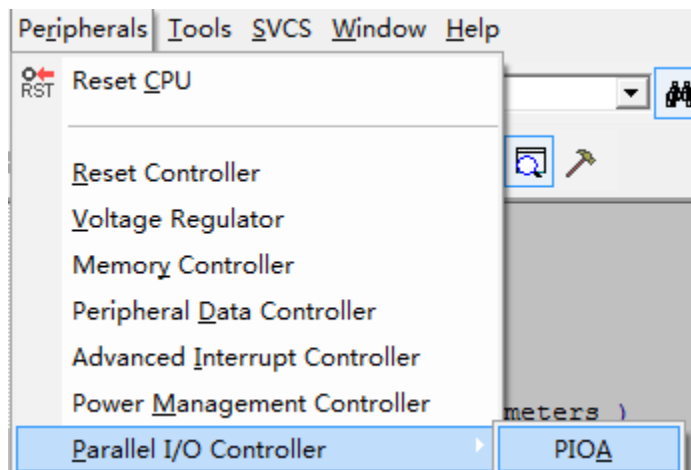 Peripherals Tools SVCS Window Help
RST Reset CPU
Reset Controller
Voltage Regulator
Memory Controller
Peripheral Data Controller
Advanced Interrupt Controller
Power Management Controller
meters )
Parallel I/O Controller
PIOA